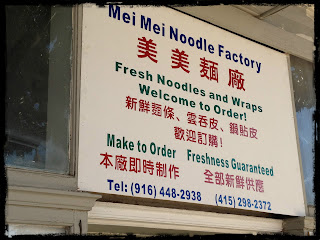 Mei Mei Noodle Factory
美美麵廠
Fresh Noodles and Wraps
Welcome to Order!
新鮮麵條、雲吞皮、鍋貼皮
歡迎訂購!
Make to Order Freshness Guaranteed
本廠即時制作 全部新鮮供應
Tel: (916) 448-2938 (415) 298-2372